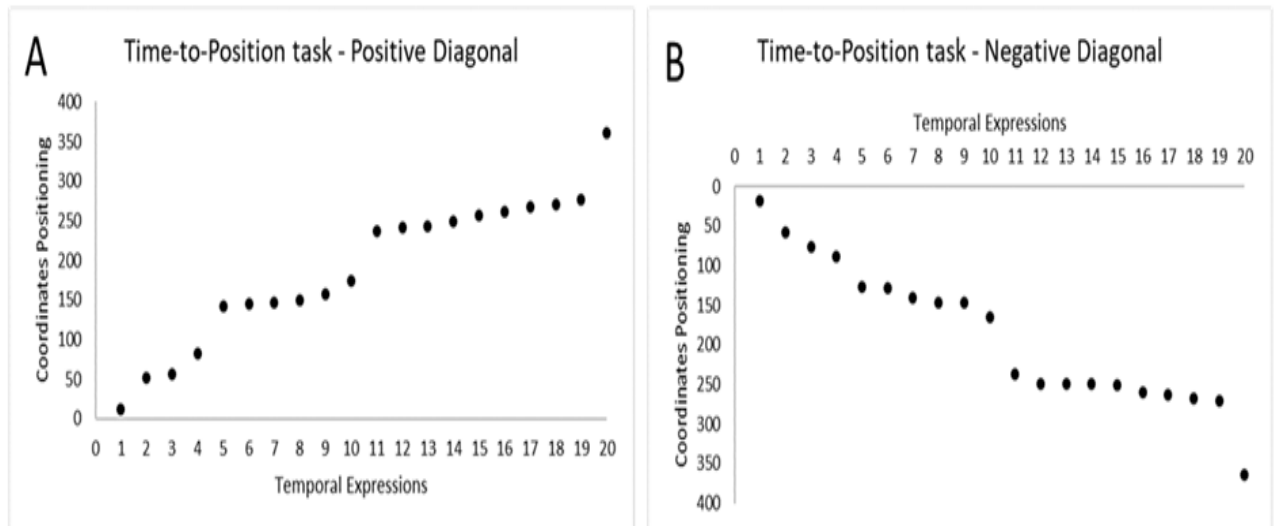 A
Time-to-Position task - Positive Diagonal
400
350
300
250
200
150
100
50
0
Coordinates Positioning
0 1 2 3 4 5 6 7 8 9 10 11 12 13 14 15 16 17 18 19 20
Temporal Expressions
B
Time-to-Position task - Negative Diagonal
Temporal Expressions
0 1 2 3 4 5 6 7 8 9 10 11 12 13 14 15 16 17 18 19 20
0
50
100
150
200
250
300
350
400
Coordinates Positioning